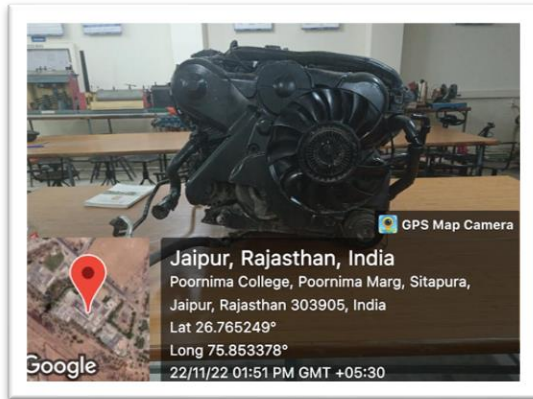 GPS Map Camera
Jaipur, Rajasthan, India
Poornima College, Poornima Marg, Sitapura,
Jaipur, Rajasthan 303905, India
Lat 26.765249°
Long 75.853378°
22/11/22 01:51 PM GMT +05:30
Google